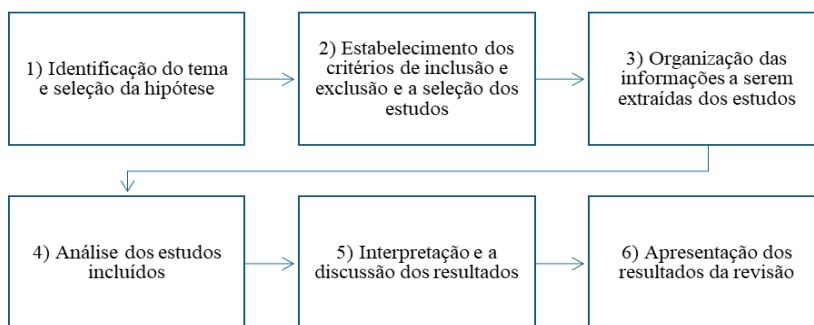 1) Identificação do tema
e seleção da hipótese
2) Estabelecimento dos
critérios de inclusão e
exclusão e a seleção dos
estudos
3) Organização das
informações a serem
extraídas dos estudos
4) Análise dos estudos
incluídos
5) Interpretação e a
discussão dos resultados
6) Apresentação dos
resultados da revisão